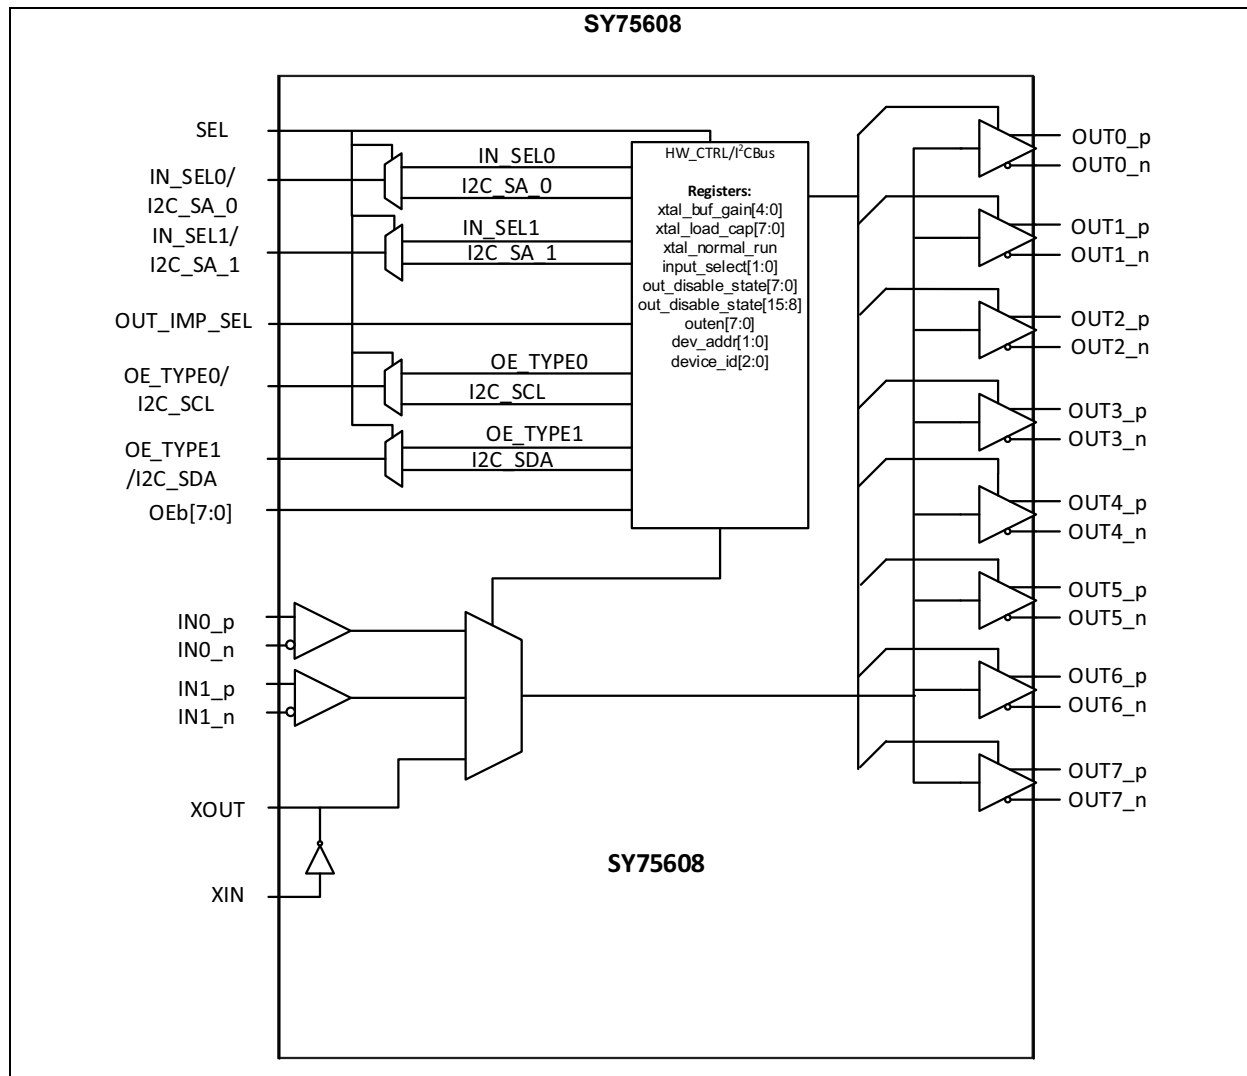 SY75608
SEL
IN_SEL0/
I2C_SA_0
IN_SEL1/
I2C_SA_1
OUT_IMP_SEL
OE_TYPE0/
I2C_SCL
OE_TYPE1
/I2C_SDA
OEb[7:0]
IN0_p
IN0_n
IN1_p
IN1_n
XOUT
XIN
IN_SEL0
I2C_SA_0
IN_SEL1
I2C_SA_1
OE_TYPE0
I2C_SCL
OE_TYPE1
I2C_SDA
HW_CTRL/I²CBus
Registers:
xtal_buf_gain[4:0]
xtal_load_cap[7:0]
xtal_normal_run
input_select[1:0]
out_disable_state[7:0]
out_disable_state[15:8]
outen[7:0]
dev_addr[1:0]
device_id[2:0]
OUT0_p
OUT0_n
OUT1_p
OUT1_n
OUT2_p
OUT2_n
OUT3_p
OUT3_n
OUT4_p
OUT4_n
OUT5_p
OUT5_n
OUT6_p
OUT6_n
OUT7_p
OUT7_n
SY75608